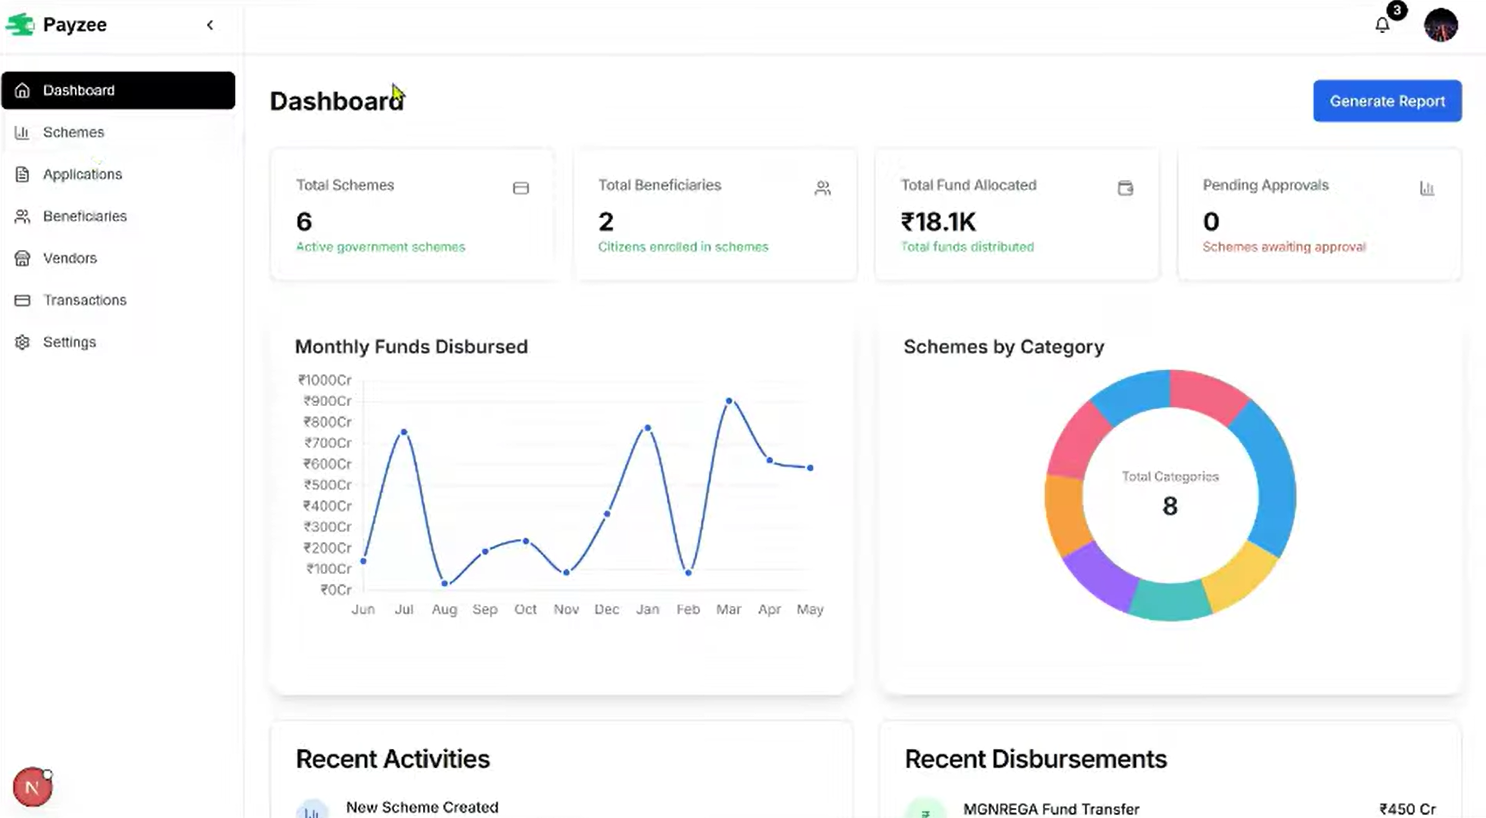 Payzee
3
Dashboard
Schemes
Applications
Beneficiaries
Vendors
Transactions
Settings
N
Dashboard
Generate Report
Total Schemes
6
Active government schemes
Total Beneficiaries
2
Citizens enrolled in schemes
Total Fund Allocated
₹18.1K
Total funds distributed
Pending Approvals
0
Schemes awaiting approval
Monthly Funds Disbursed
₹1000Cr
₹900Cr
₹800Cr
₹700Cr
₹600Cr
₹500Cr
₹400Cr
₹300Cr
₹200Cr
₹100Cr
₹0Cr
Jun Jul Aug Sep Oct Nov Dec Jan Feb Mar Apr May
Schemes by Category
Total Categories
8
Recent Activities
New Scheme Created
Recent Disbursements
₹
MGNREGA Fund Transfer ₹450 Cr